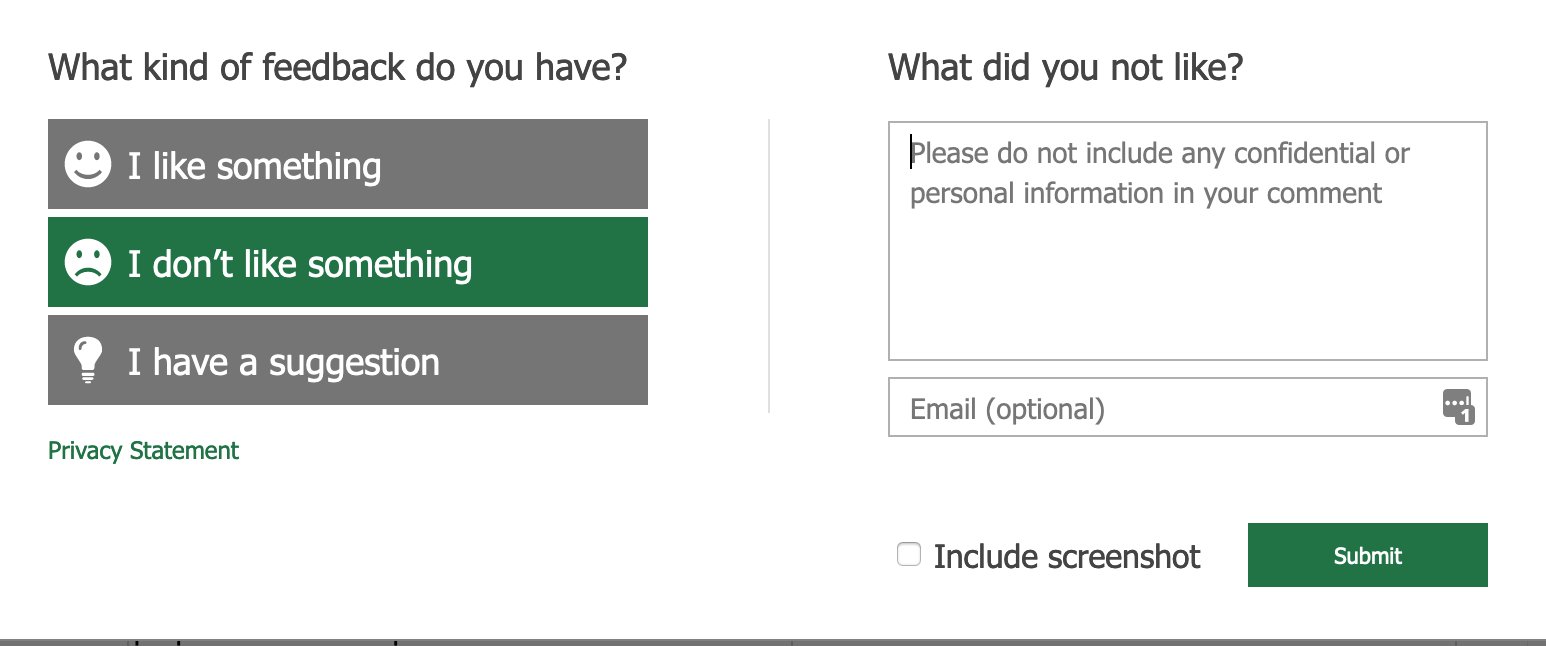 What kind of feedback do you have?
I like something
I don’t like something
I have a suggestion
Privacy Statement
What did you not like?
Please do not include any confidential or
personal information in your comment
Email (optional)
1
Include screenshot
Submit